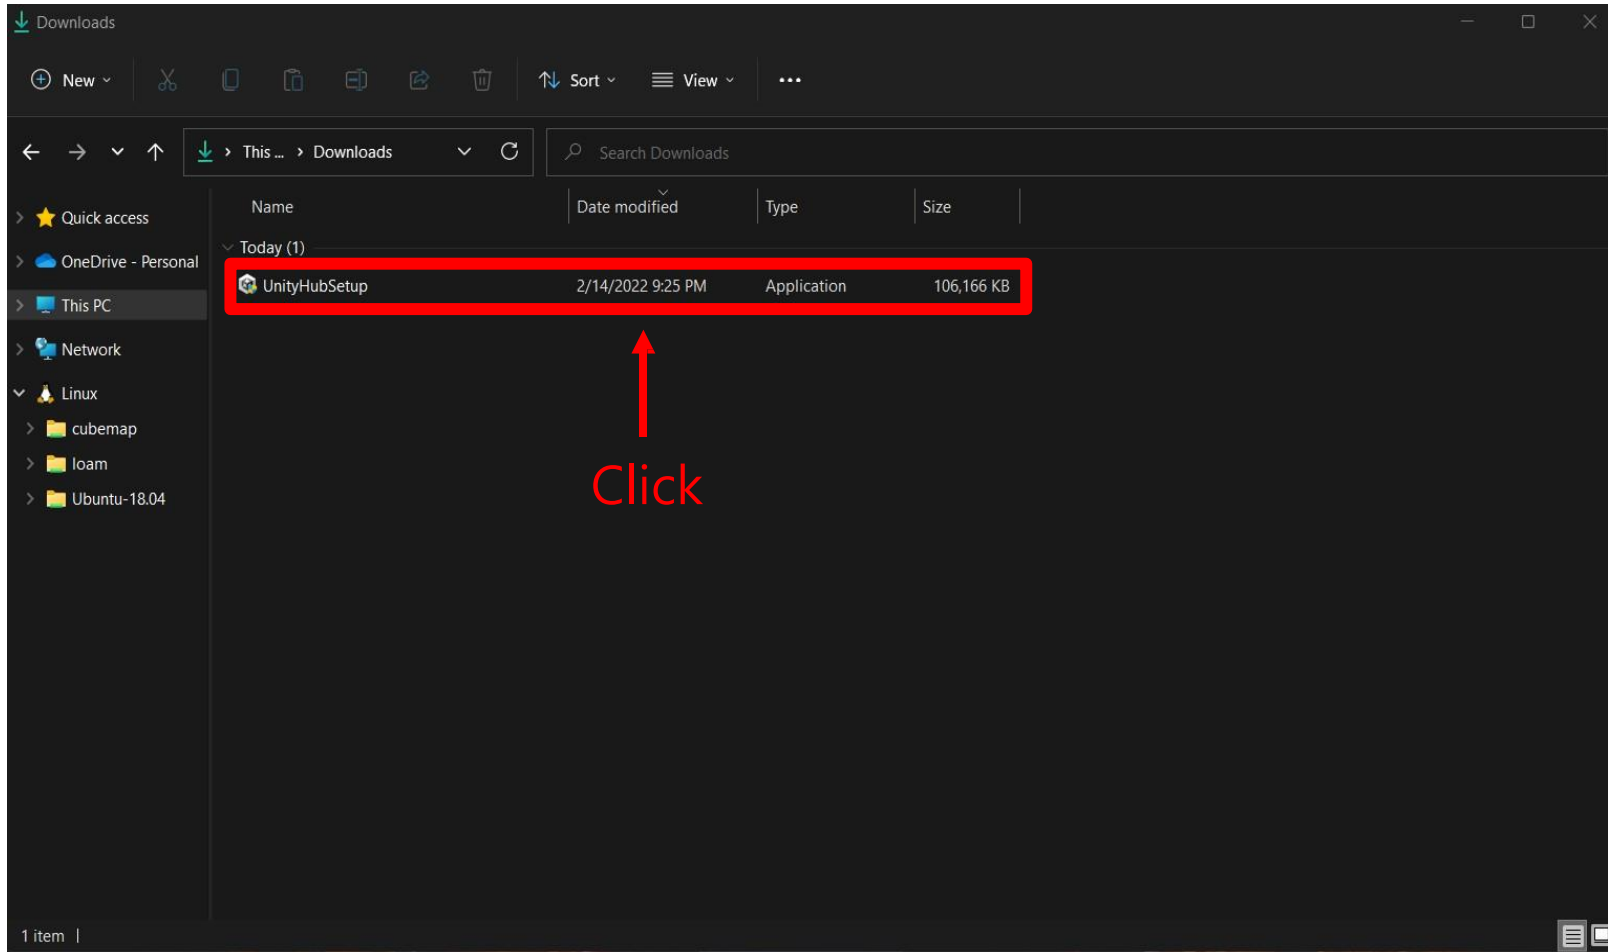 Downloads
New
Sort
View
This ... > Downloads
Search Downloads
Name Date modified Type Size
Quick access
OneDrive - Personal
This PC
Network
Linux
cubemap
loam
Ubuntu-18.04
Today (1)
UnityHubSetup 2/14/2022 9:25 PM Application 106,166 KB
Click
1 item